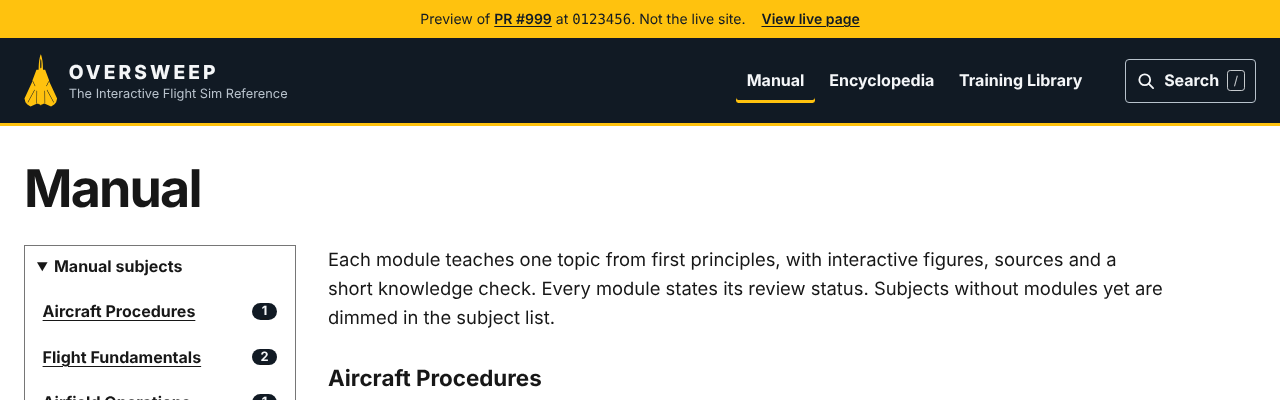 Preview of PR #999 at 0123456. Not the live site. View live page
OVERSWEEP
The Interactive Flight Sim Reference
Manual
Encyclopedia
Training Library
Search /
Manual
Manual subjects
Aircraft Procedures 1
Flight Fundamentals 2
Airfield Operations 1
Each module teaches one topic from first principles, with interactive figures, sources and a
short knowledge check. Every module states its review status. Subjects without modules yet are
dimmed in the subject list.
Aircraft Procedures